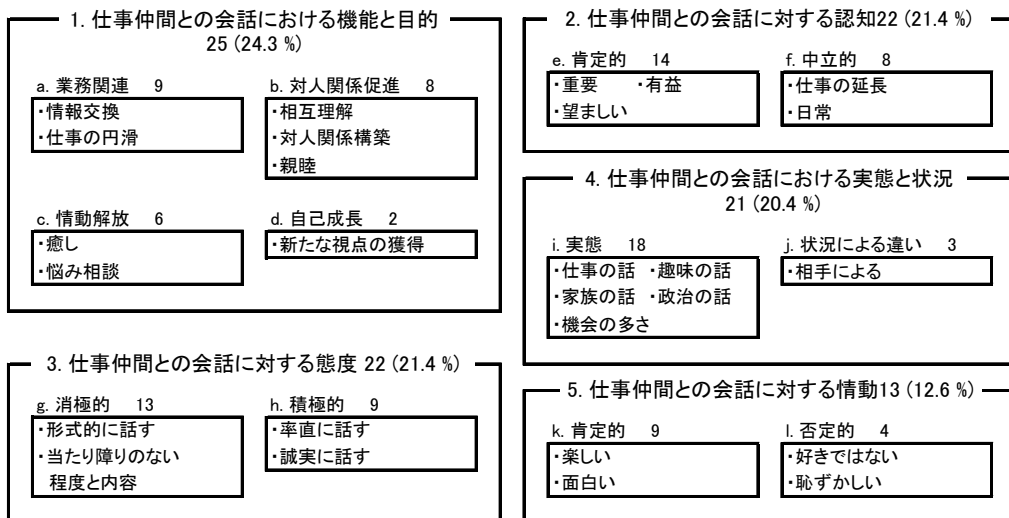 1. 仕事仲間との会話における機能と目的
25 (24.3 %)
a. 業務関連 9
・情報交換
・仕事の円滑
b. 対人関係促進 8
・相互理解
・対人関係構築
・親睦
c. 情動解放 6
・癒し
・悩み相談
d. 自己成長 2
・新たな視点の獲得
2. 仕事仲間との会話に対する認知22 (21.4 %)
e. 肯定的 14
・重要 ・有益
・望ましい
f. 中立的 8
・仕事の延長
・日常
3. 仕事仲間との会話に対する態度 22 (21.4 %)
g. 消極的 13
・形式的に話す
・当たり障りのない
程度と内容
h. 積極的 9
・率直に話す
・誠実に話す
4. 仕事仲間との会話における実態と状況
21 (20.4 %)
i. 実態 18
・仕事の話 ・趣味の話
・家族の話 ・政治の話
・機会の多さ
j. 状況による違い 3
・相手による
5. 仕事仲間との会話に対する情動13 (12.6 %)
k. 肯定的 9
・楽しい
・面白い
l. 否定的 4
・好きではない
・恥ずかしい